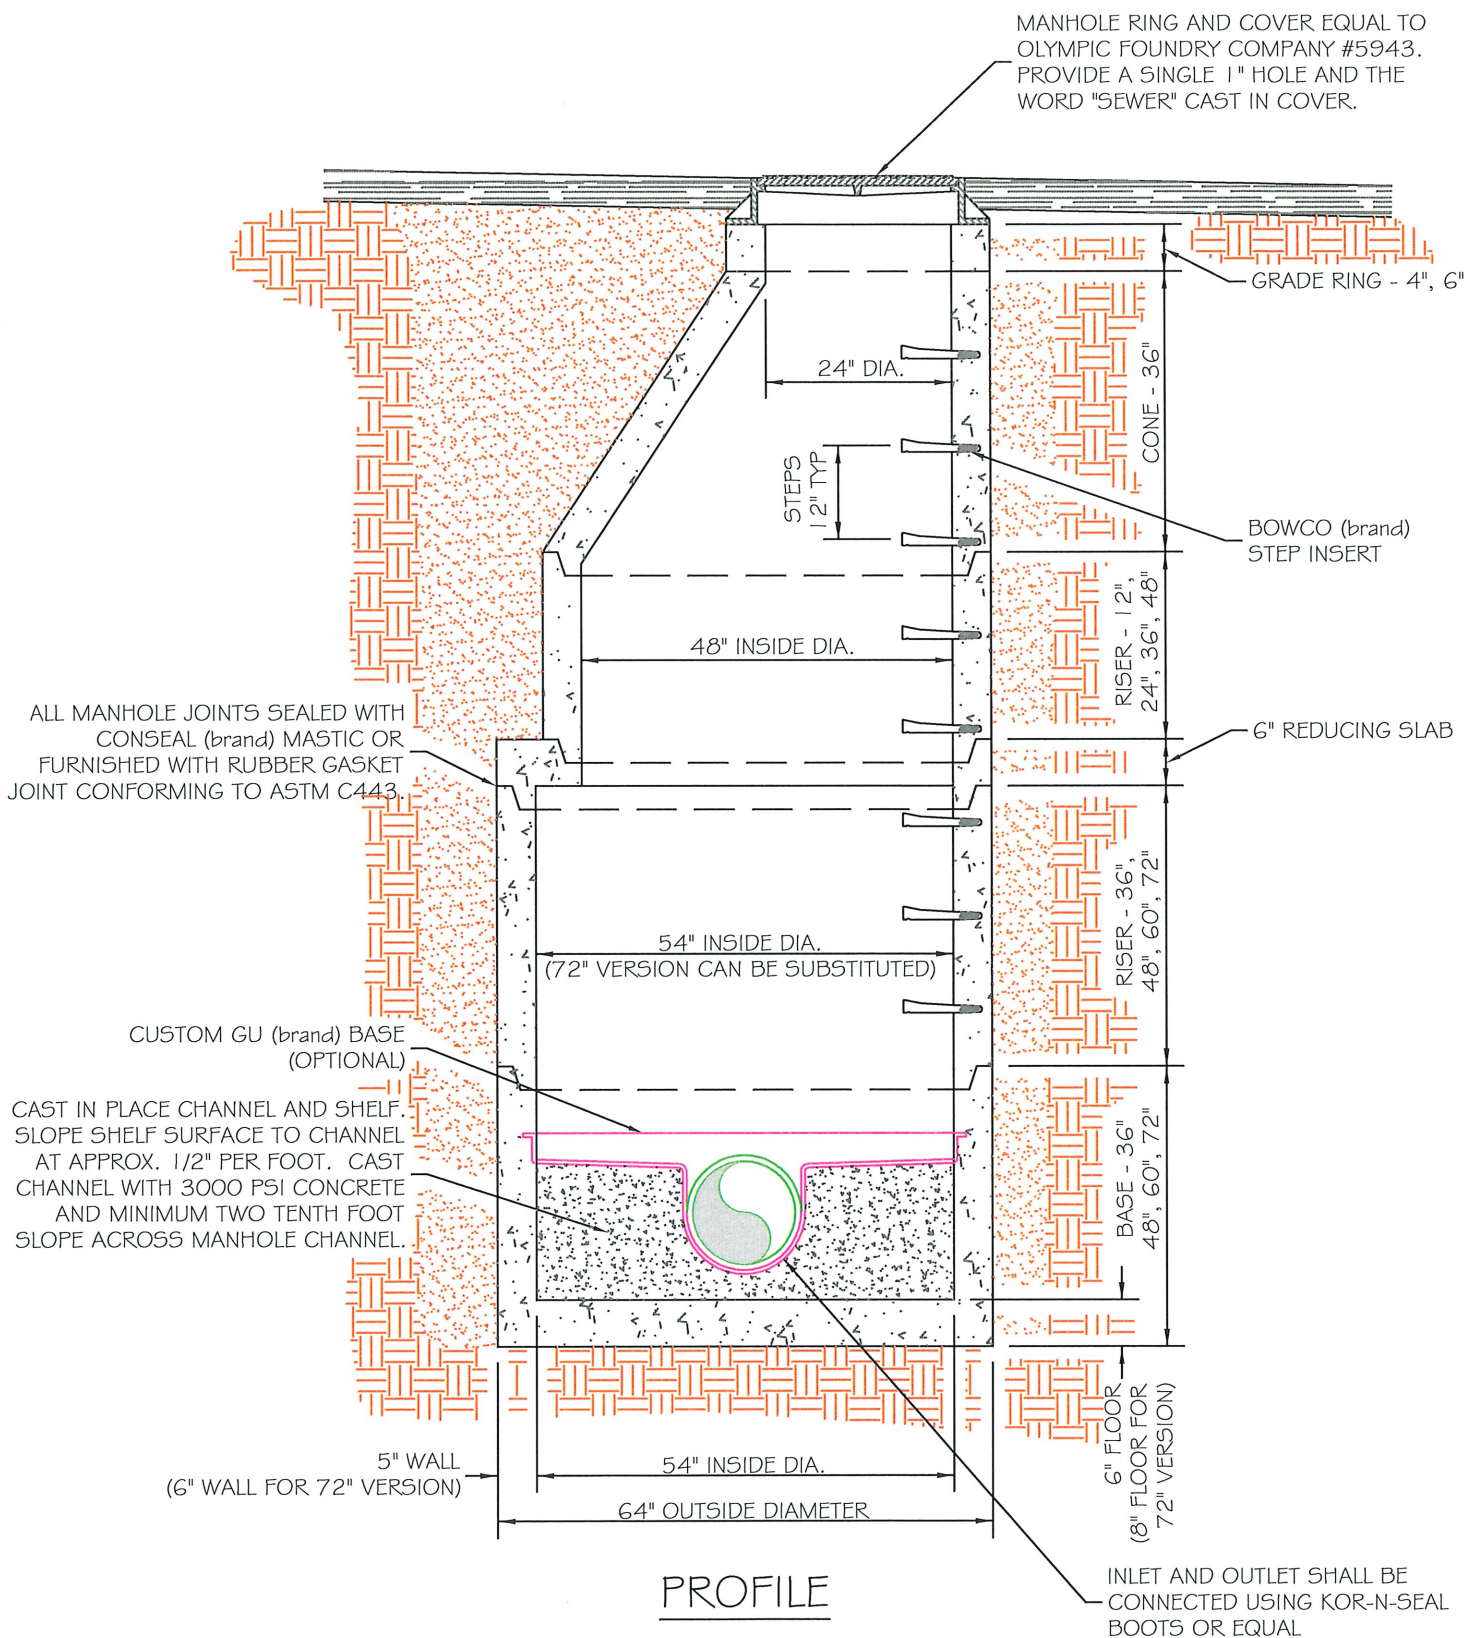 MANHOLE RING AND COVER EQUAL TO
OLYMPIC FOUNDRY COMPANY #5943.
PROVIDE A SINGLE 1" HOLE AND THE
WORD "SEWER" CAST IN COVER.
GRADE RING - 4", 6"
24" DIA.
CONE - 36"
STEPS
12" TYP
BOWCO (brand)
STEP INSERT
RISER - 12",
24", 36", 48"
48" INSIDE DIA.
ALL MANHOLE JOINTS SEALED WITH
CONSEAL (brand) MASTIC OR
FURNISHED WITH RUBBER GASKET
JOINT CONFORMING TO ASTM C443.
6" REDUCING SLAB
54" INSIDE DIA.
(72" VERSION CAN BE SUBSTITUTED)
RISER - 36",
48", 60", 72"
CUSTOM GU (brand) BASE
(OPTIONAL)
CAST IN PLACE CHANNEL AND SHELF.
SLOPE SHELF SURFACE TO CHANNEL
AT APPROX. 1/2" PER FOOT. CAST
CHANNEL WITH 3000 PSI CONCRETE
AND MINIMUM TWO TENTH FOOT
SLOPE ACROSS MANHOLE CHANNEL.
BASE - 36"
48", 60", 72"
6" FLOOR
(8" FLOOR FOR
72" VERSION)
5" WALL
(6" WALL FOR 72" VERSION)
54" INSIDE DIA.
64" OUTSIDE DIAMETER
INLET AND OUTLET SHALL BE
CONNECTED USING KOR-N-SEAL
BOOTS OR EQUAL
PROFILE